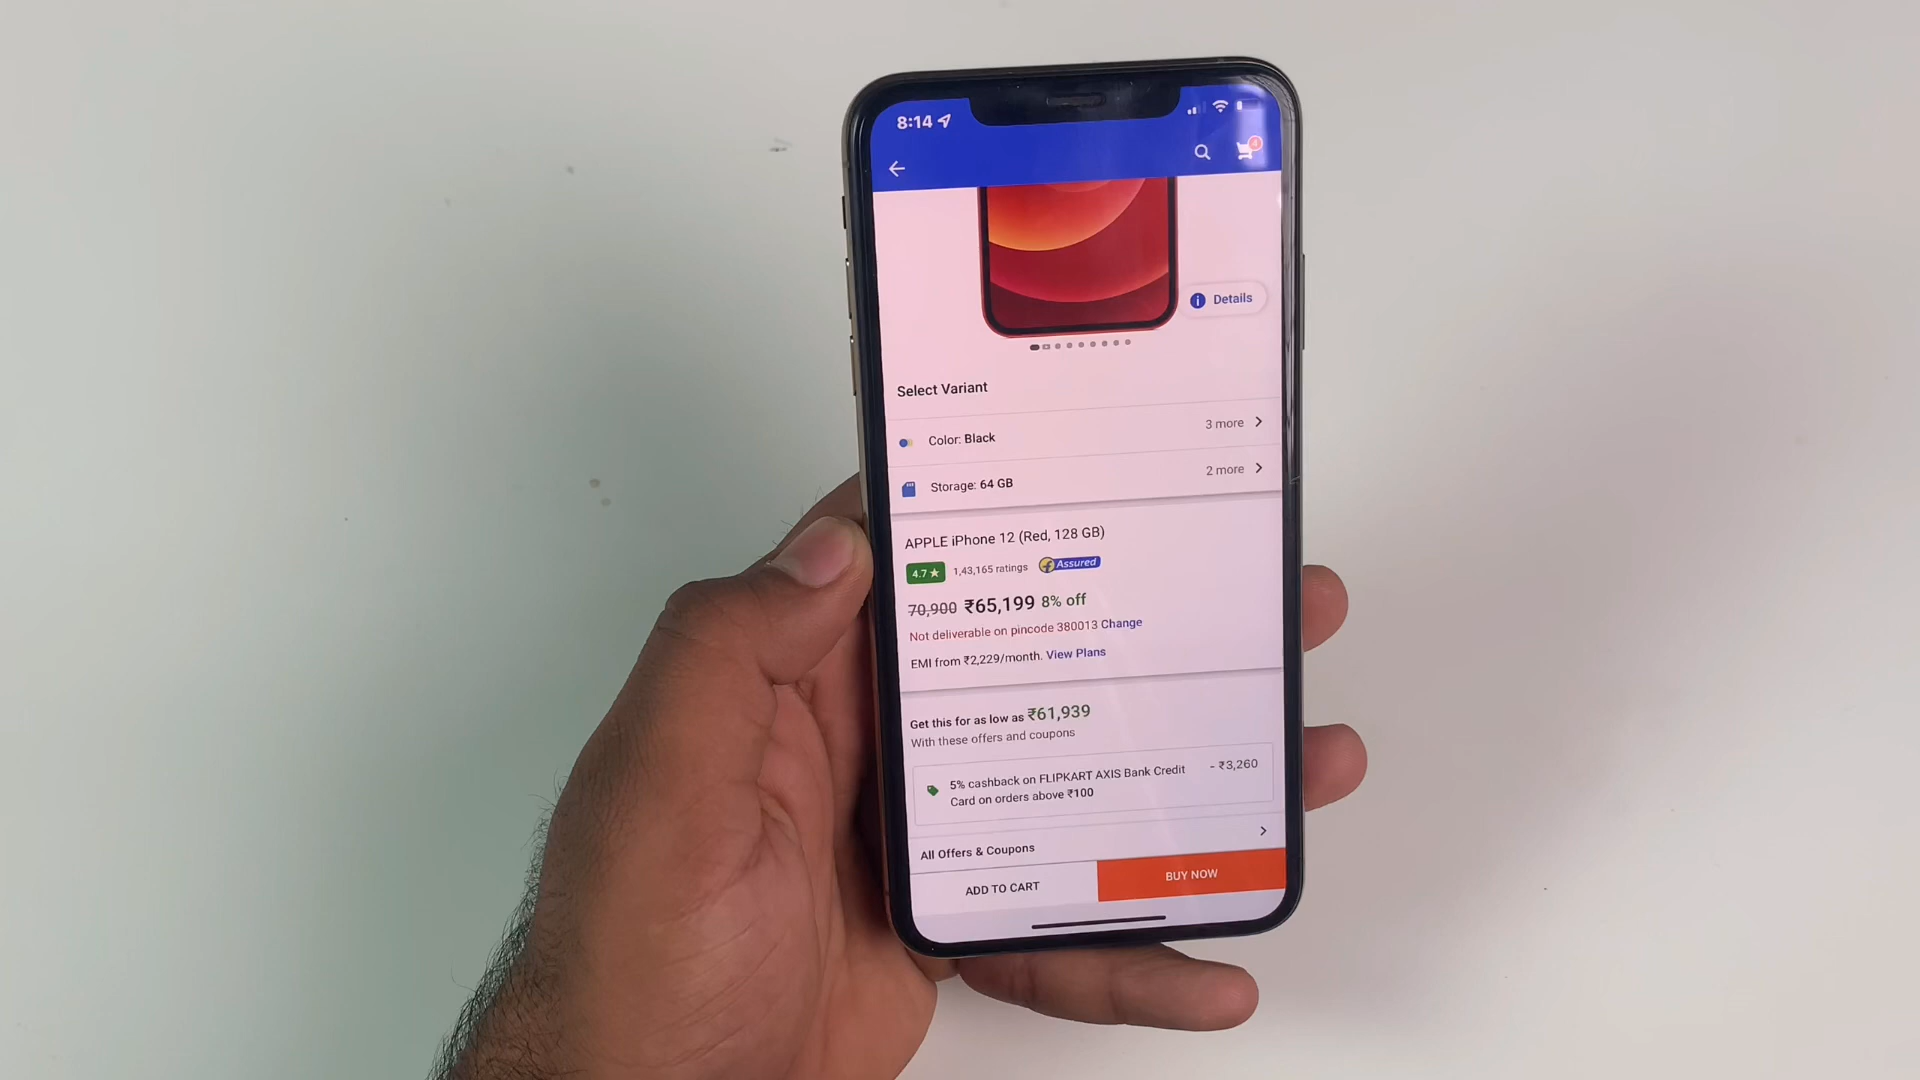 8:14
4
Details
Select Variant
Color: Black
3 more
Storage: 64 GB
2 more
APPLE iPhone 12 (Red, 128 GB)
4.7★ 1,43,165 ratings Assured
70,900 ₹65,199 8% off
Not deliverable on pincode 380013 Change
EMI from ₹2,229/month. View Plans
Get this for as low as ₹61,939
With these offers and coupons
5% cashback on FLIPKART AXIS Bank Credit - ₹3,260
Card on orders above ₹100
All Offers & Coupons
ADD TO CART
BUY NOW